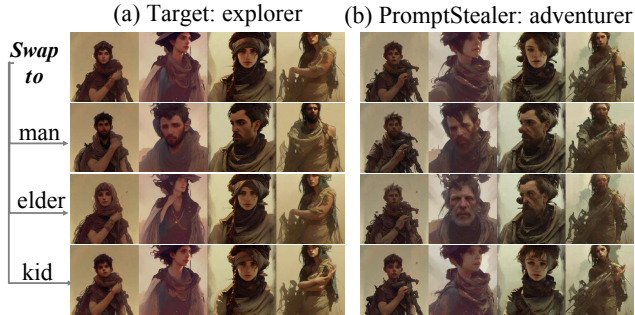 (a) Target: explorer
(b) PromptStealer: adventurer
Swap
to
man
elder
kid